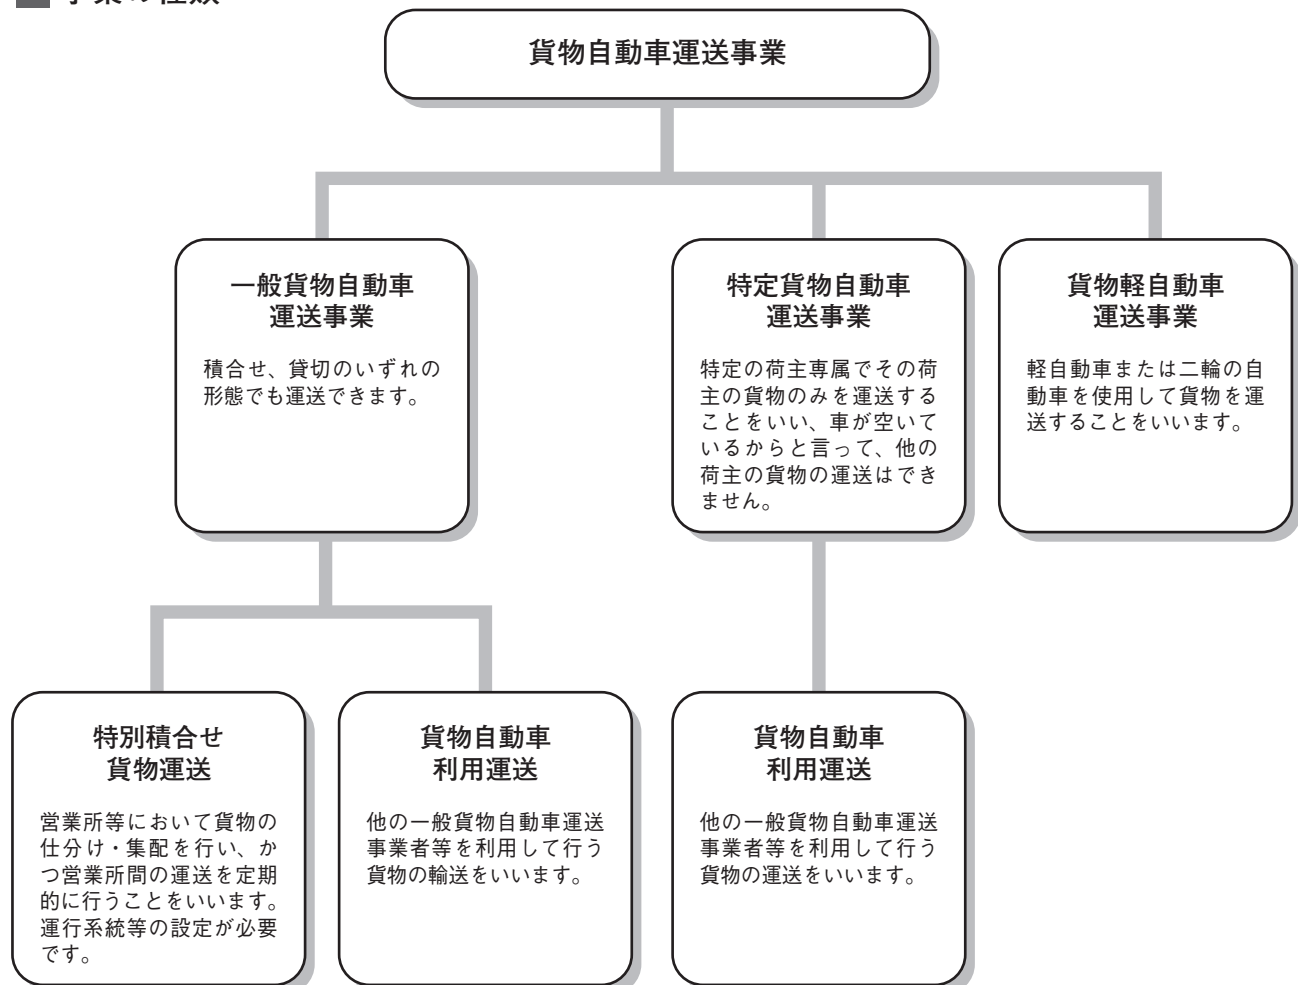 貨物自動車運送事業
一般貨物自動車
運送事業
積合せ、貸切のいずれの
形態でも運送できます。
特定貨物自動車
運送事業
特定の荷主専属でその荷
主の貨物のみを運送する
ことをいい、車が空いて
いるからと言って、他の
荷主の貨物の運送はでき
ません。
貨物軽自動車
運送事業
軽自動車または二輪の自
動車を使用して貨物を運
送することをいいます。
特別積合せ
貨物運送
営業所等において貨物の
仕分け・集配を行い、か
つ営業所間の運送を定期
的に行うことをいいます。
運行系統等の設定が必要
です。
貨物自動車
利用運送
他の一般貨物自動車運送
事業者等を利用して行う
貨物の輸送をいいます。
貨物自動車
利用運送
他の一般貨物自動車運送
事業者等を利用して行う
貨物の運送をいいます。